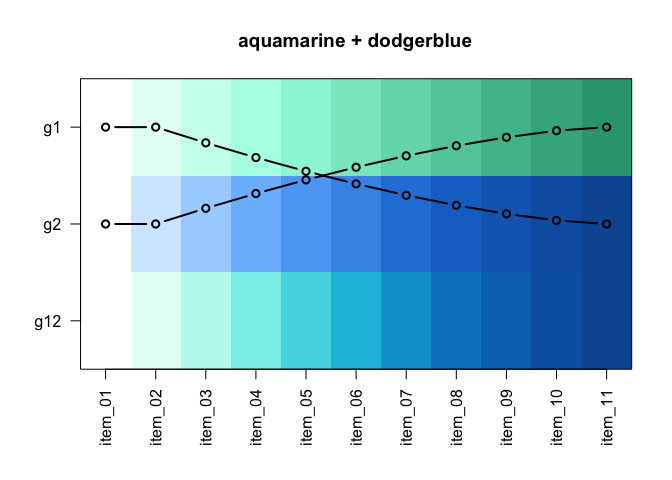 aquamarine + dodgerblue
g1
g2
g12
item_01
item_02
item_03
item_04
item_05
item_06
item_07
item_08
item_09
item_10
item_11